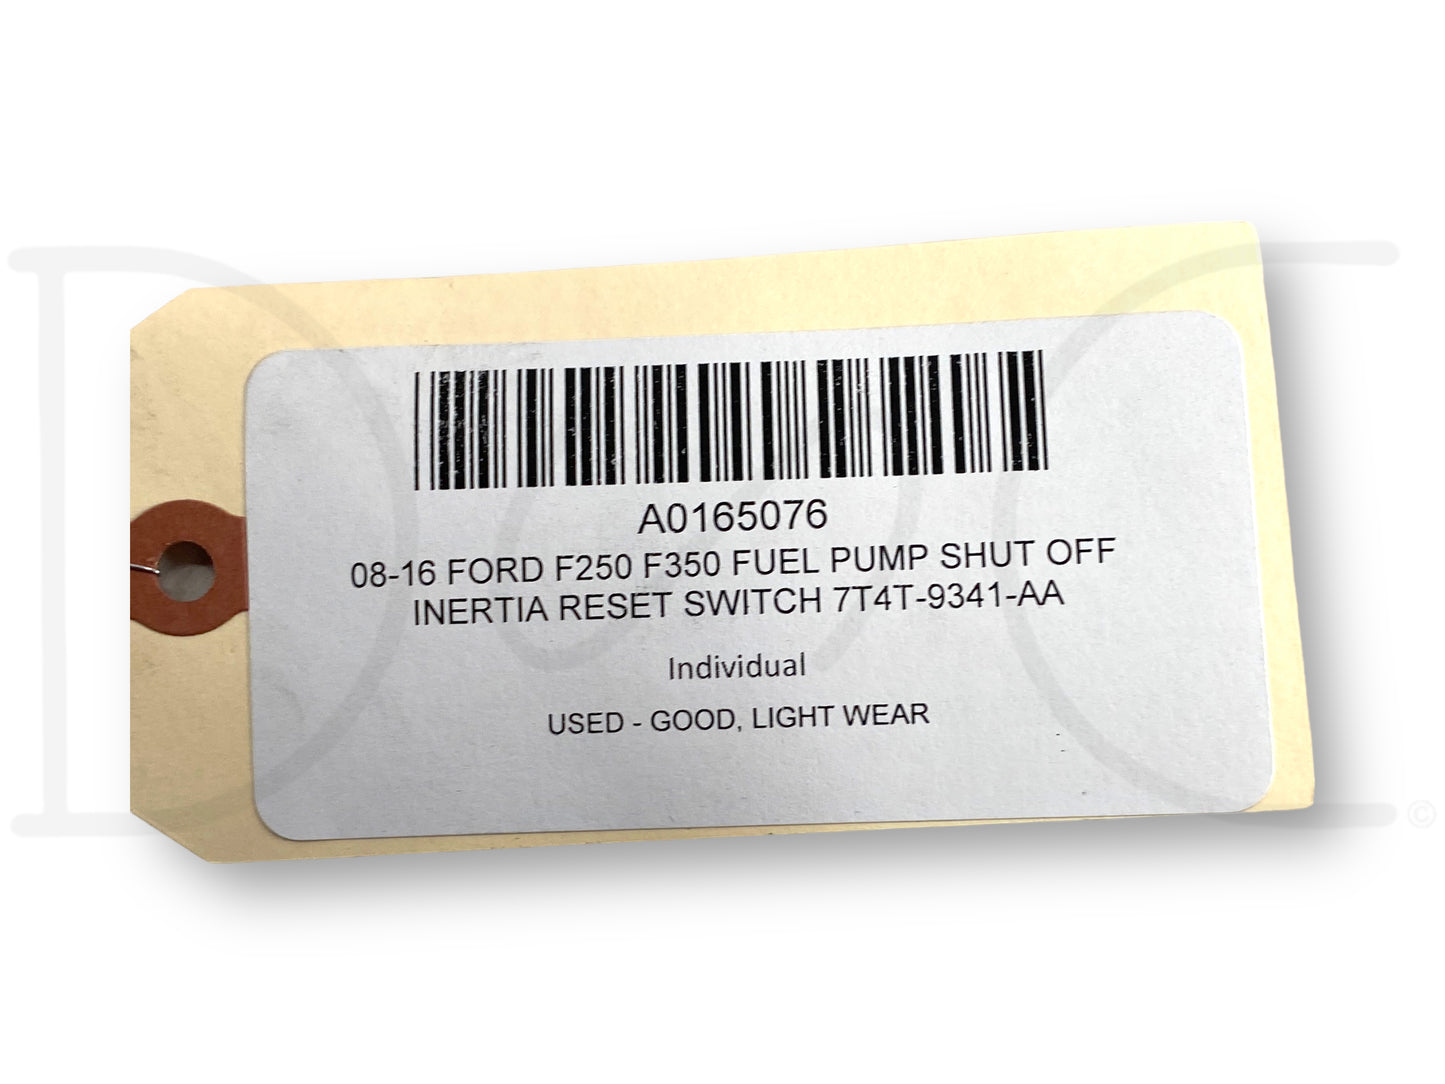 A0165076
08-16 FORD F250 F350 FUEL PUMP SHUT OFF
INERTIA RESET SWITCH 7T4T-9341-AA
Individual
USED - GOOD, LIGHT WEAR
©